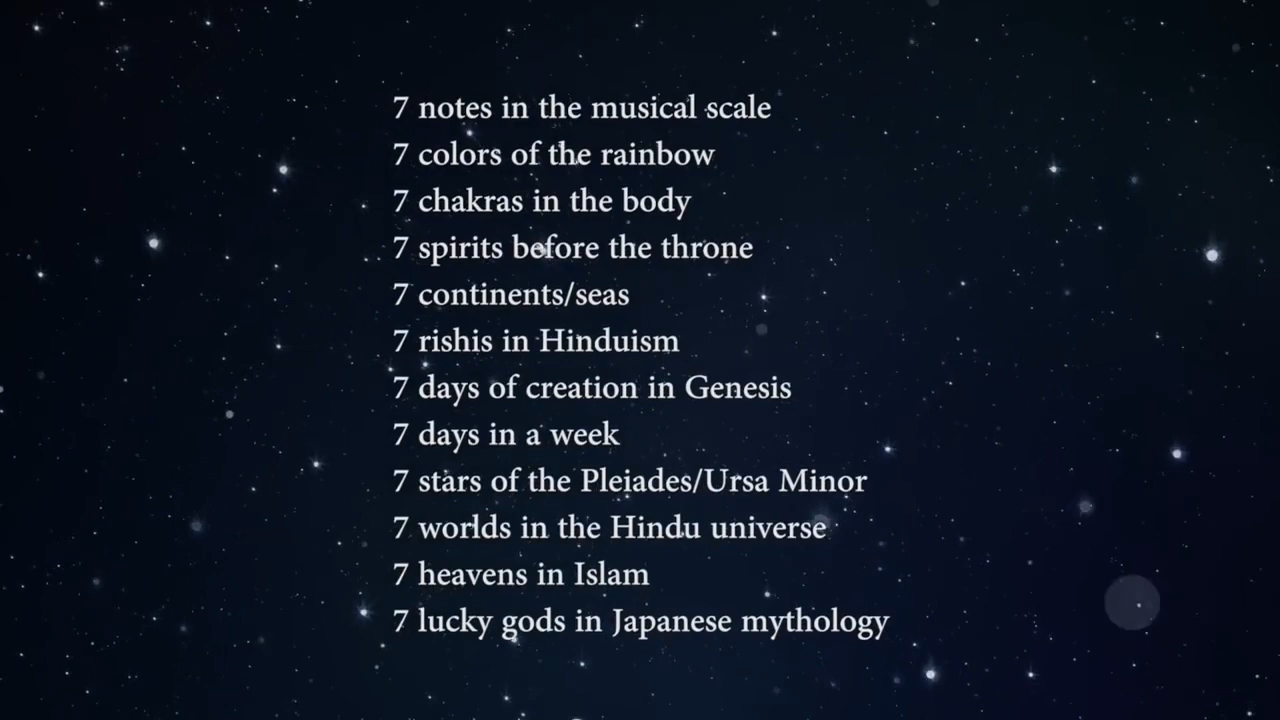 7 notes in the musical scale
7 colors of the rainbow
7 chakras in the body
7 spirits before the throne
7 continents/seas
7 rishis in Hinduism
7 days of creation in Genesis
7 days in a week
7 stars of the Pleiades/Ursa Minor
7 worlds in the Hindu universe
7 heavens in Islam
7 lucky gods in Japanese mythology